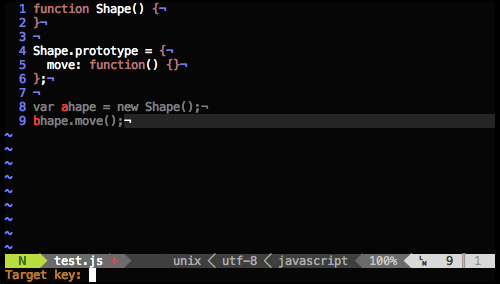 1 function Shape() {¬
2 }¬
3 ¬
4 Shape.prototype = {¬
5   move: function() {}¬
6 };¬
7 ¬
8 var ahape = new Shape();¬
9 bhape.move();¬
~
~
~
~
~
~
~
~
~
N test.js + unix utf-8 javascript 100% LN 9 1
Target key: